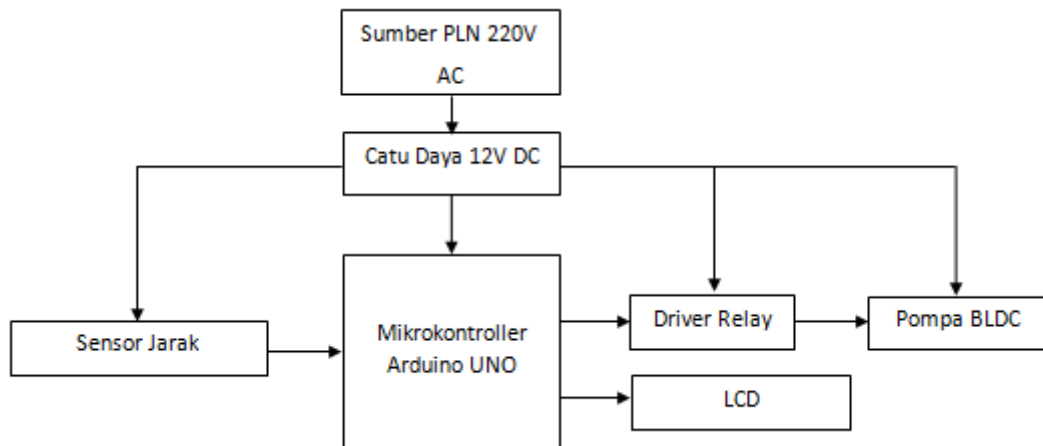 Sumber PLN 220V
AC
Catu Daya 12V DC
Sensor Jarak
Mikrokontroller
Arduino UNO
Driver Relay
Pompa BLDC
LCD